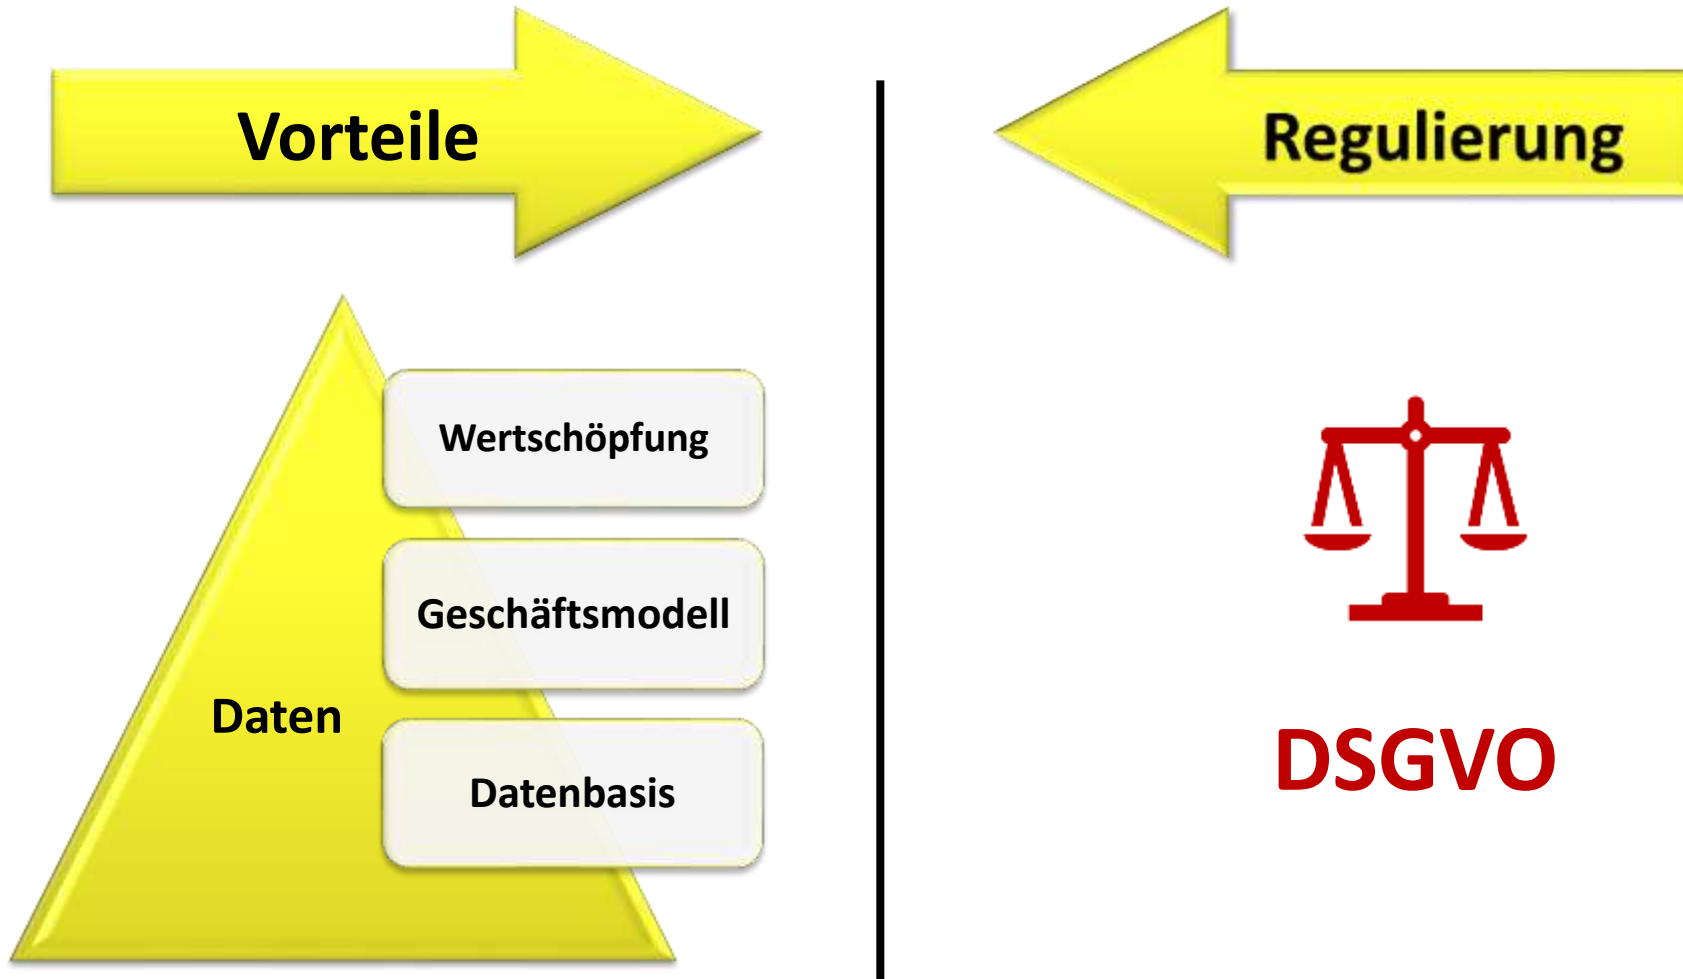 Vorteile
Regulierung
Wertschöpfung
Geschäftsmodell
Daten
Datenbasis
DSGVO